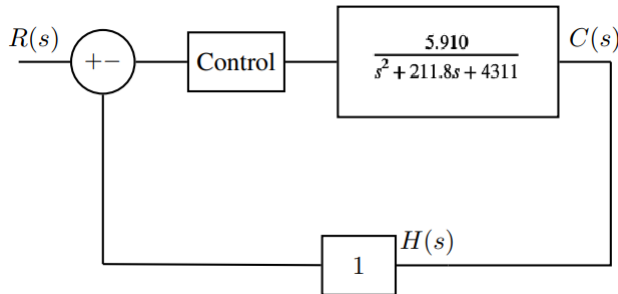 R(s)
+−
Control
5.910
s² + 211.8s + 4311
C(s)
H(s)
1